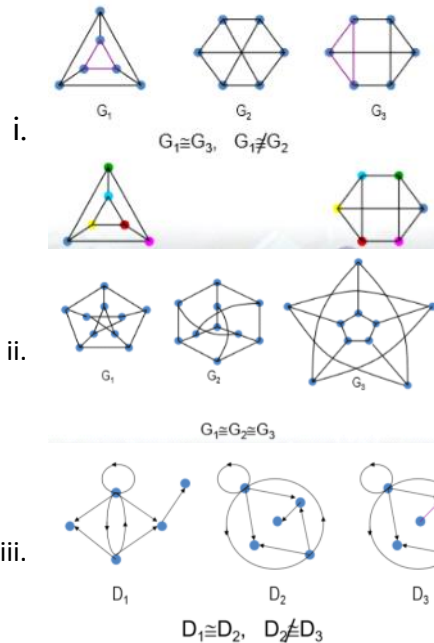 G₁ G₂ G₃
i.
G₁≅G₃, G₁≇G₂
ii.
G₁ G₂ G₃
G₁≅G₂≅G₃
iii.
D₁ D₂ D₃
D₁≅D₂, D₂≇D₃